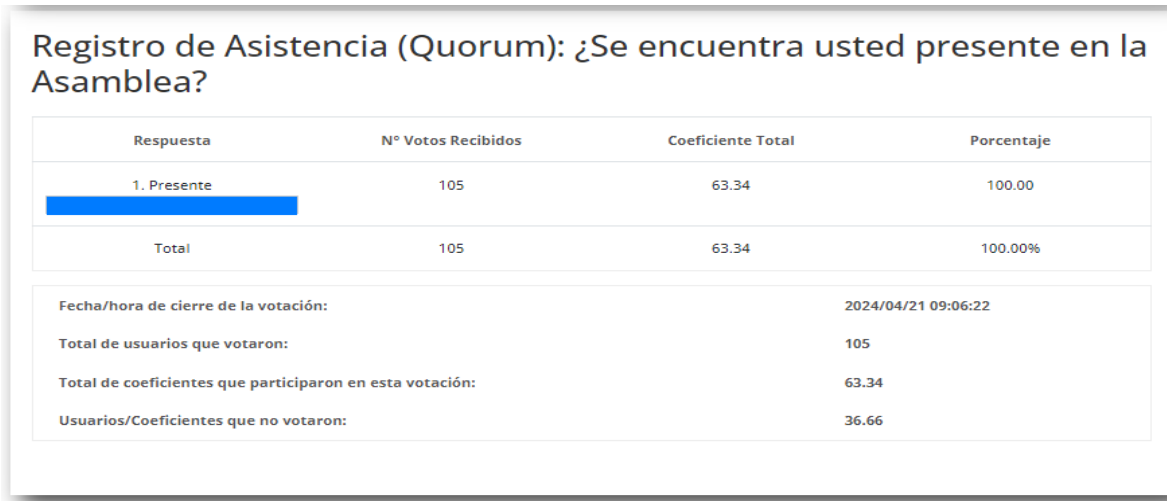 Registro de Asistencia (Quorum): ¿Se encuentra usted presente en la
Asamblea?
Respuesta Nº Votos Recibidos Coeficiente Total Porcentaje
1. Presente 105 63.34 100.00
Total 105 63.34 100.00%
Fecha/hora de cierre de la votación: 2024/04/21 09:06:22
Total de usuarios que votaron: 105
Total de coeficientes que participaron en esta votación: 63.34
Usuarios/Coeficientes que no votaron: 36.66